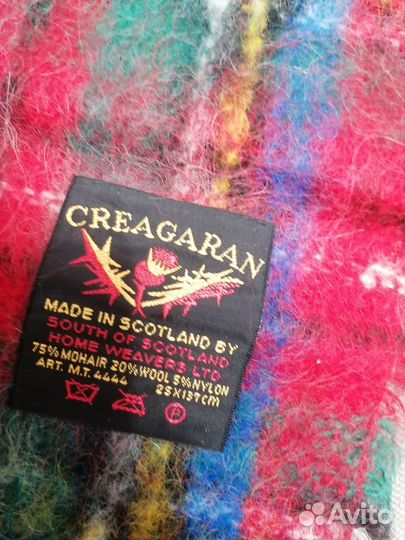 CREAGARAN
MADE IN SCOTLAND BY
SOUTH OF SCOTLAND
HOME WEAVERS LTD
75% MOHAIR 20% WOOL 5% NYLON
ART. M.T. 4444 25X137CM
P
Avito